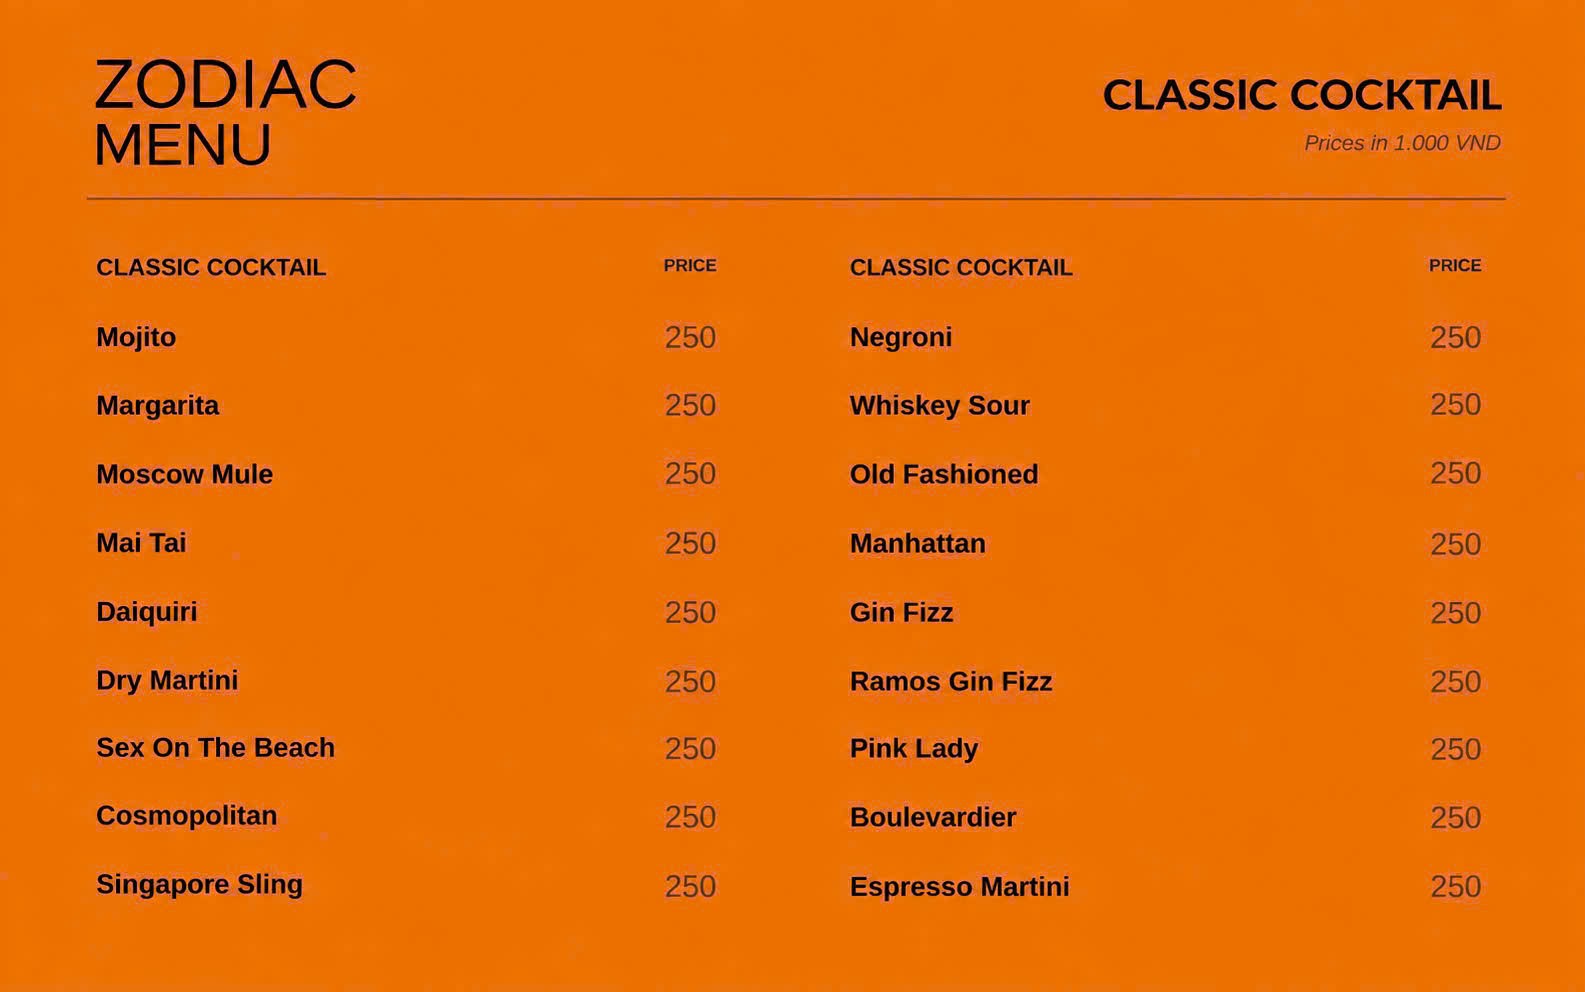 ZODIAC
MENU
CLASSIC COCKTAIL
Prices in 1.000 VND
CLASSIC COCKTAIL PRICE
Mojito 250
Margarita 250
Moscow Mule 250
Mai Tai 250
Daiquiri 250
Dry Martini 250
Sex On The Beach 250
Cosmopolitan 250
Singapore Sling 250
CLASSIC COCKTAIL PRICE
Negroni 250
Whiskey Sour 250
Old Fashioned 250
Manhattan 250
Gin Fizz 250
Ramos Gin Fizz 250
Pink Lady 250
Boulevardier 250
Espresso Martini 250